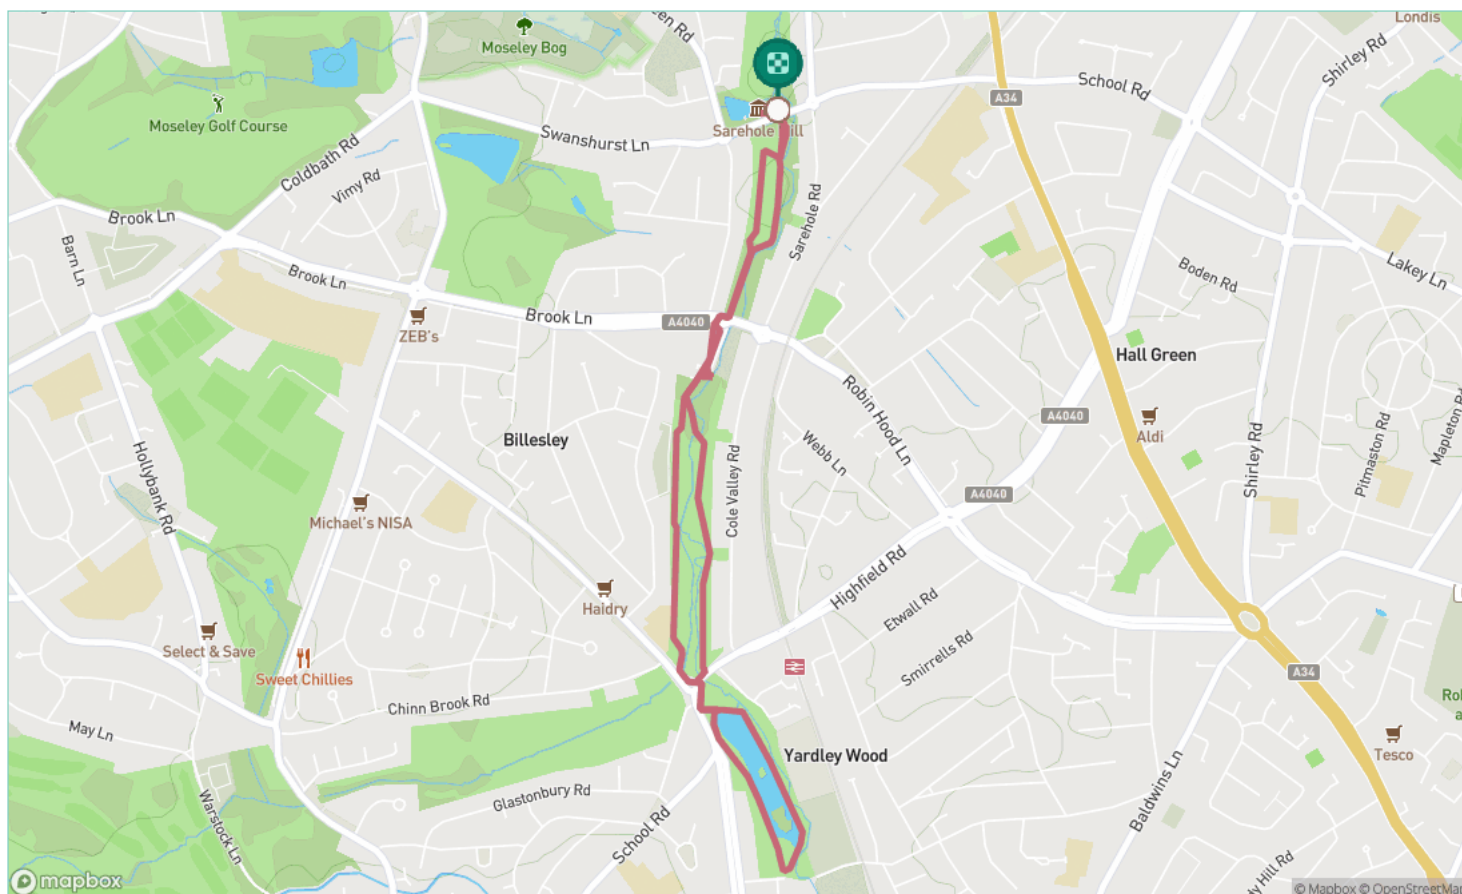 Londis
Moseley Bog
Shirley Rd
School Rd
A34
Moseley Golf Course
Sarehole Mill
Swanshurst Ln
Coldbath Rd
Vimy Rd
Sarehole Rd
Brook Ln
Barn Ln
Lakey Ln
Boden Rd
Brook Ln
Brook Ln
A4040
ZEB's
Hall Green
Robin Hood Ln
A4040
Aldi
Mapleton Rd
Billesley
Webb Ln
Pitmaston Rd
Shirley Rd
Hollybank Rd
Cole Valley Rd
A4040
Michael's NISA
Highfield Rd
Haidry
Etwall Rd
Select & Save
Smirrells Rd
Sweet Chillies
A34
Chinn Brook Rd
May Ln
Yardley Wood
Tesco
Baldwins Ln
Glastonbury Rd
Warstock Ln
School Rd
Hill Rd
mapbox
© Mapbox © OpenStreetMap